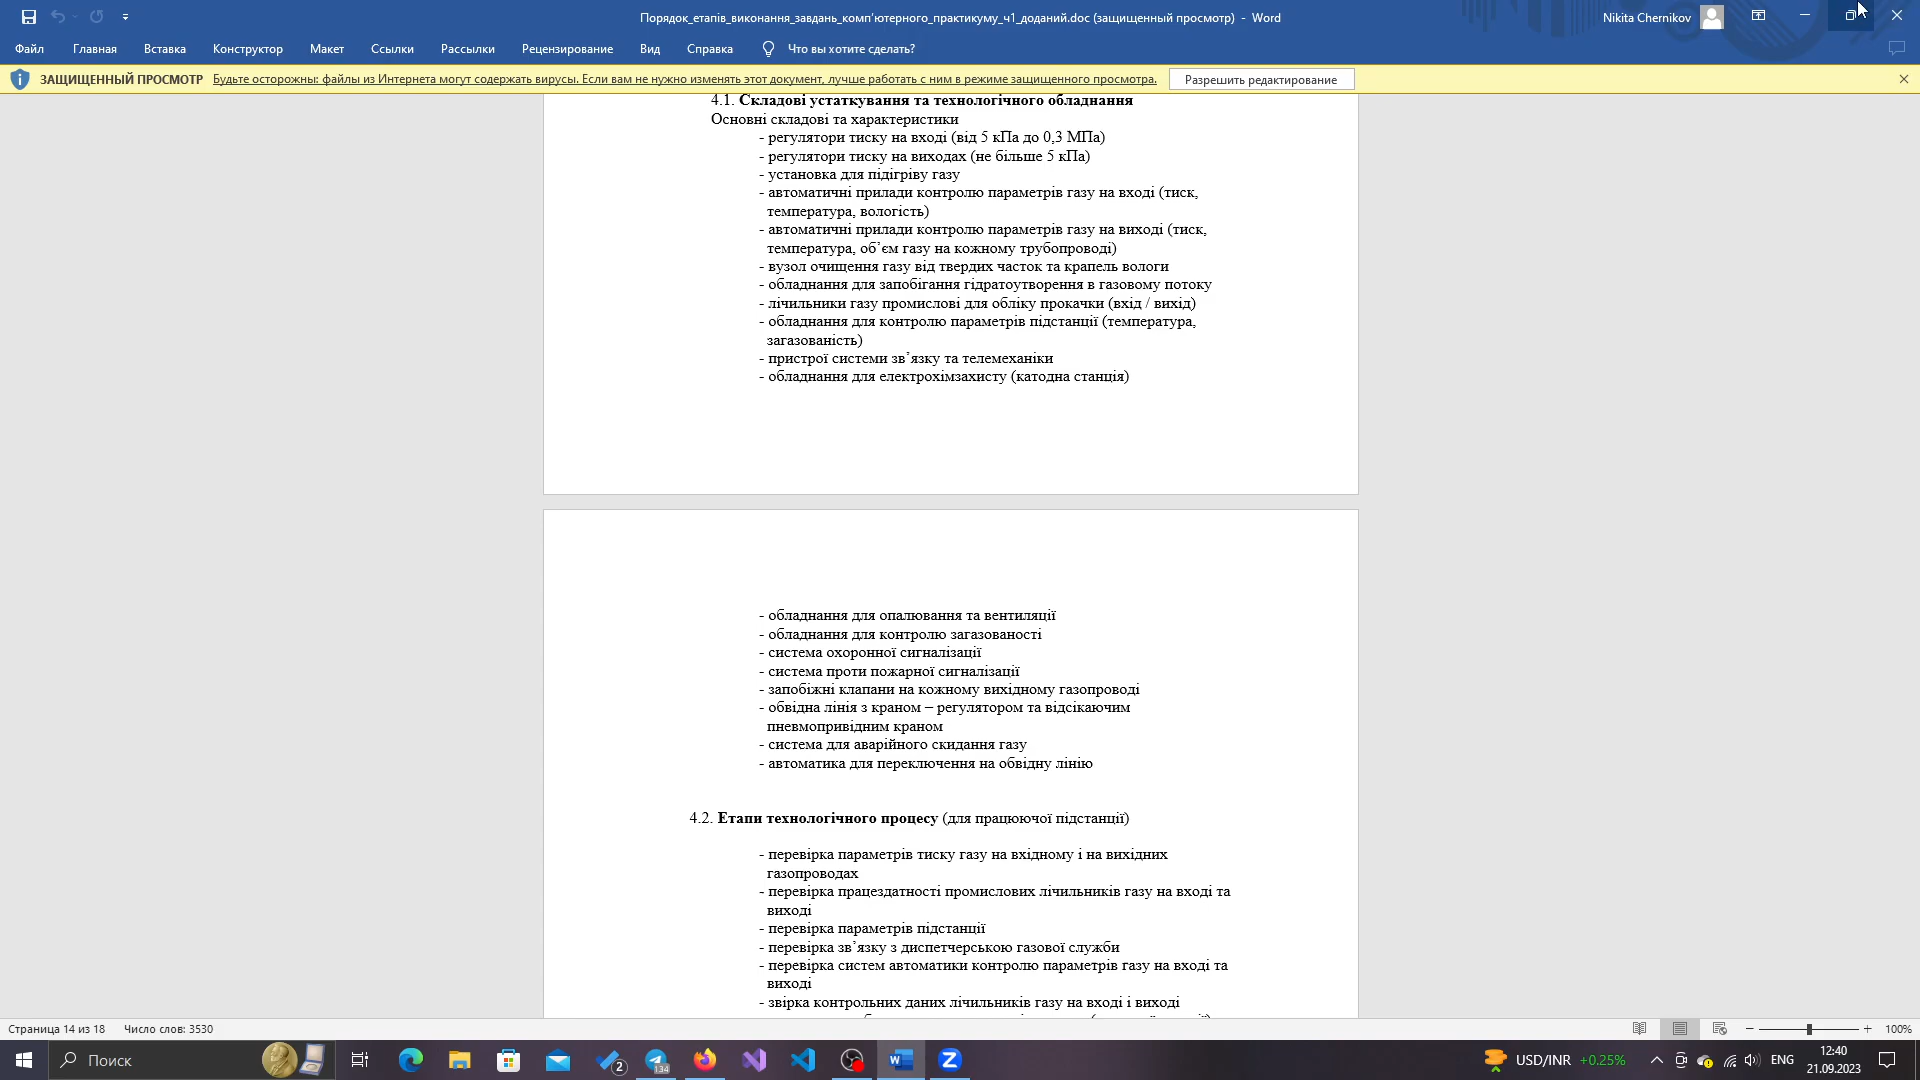 Порядок_етапів_виконання_завдань_комп'ютерного_практикуму_ч1_доданий.doc (защищенный просмотр) - Word
Nikita Chernikov
Файл Главная Вставка Конструктор Макет Ссылки Рассылки Рецензирование Вид Справка Что вы хотите сделать?
ЗАЩИЩЕННЫЙ ПРОСМОТР Будьте осторожны: файлы из Интернета могут содержать вирусы. Если вам не нужно изменять этот документ, лучше работать с ним в режиме защищенного просмотра. Разрешить редактирование
4.1. Складові устаткування та технологічного обладнання
Основні складові та характеристики
- регулятори тиску на вході (від 5 кПа до 0,3 МПа)
- регулятори тиску на виходах (не більше 5 кПа)
- установка для підігріву газу
- автоматичні прилади контролю параметрів газу на вході (тиск,
температура, вологість)
- автоматичні прилади контролю параметрів газу на виході (тиск,
температура, об’єм газу на кожному трубопроводі)
- вузол очищення газу від твердих часток та крапель вологи
- обладнання для запобігання гідратоутворення в газовому потоку
- лічильники газу промислові для обліку прокачки (вхід / вихід)
- обладнання для контролю параметрів підстанції (температура,
загазованість)
- пристрої системи зв’язку та телемеханіки
- обладнання для електрохімзахисту (катодна станція)
- обладнання для опалювання та вентиляції
- обладнання для контролю загазованості
- система охоронної сигналізації
- система проти пожарної сигналізації
- запобіжні клапани на кожному вихідному газопроводі
- обвідна лінія з краном – регулятором та відсікаючим
пневмопривідним краном
- система для аварійного скидання газу
- автоматика для переключення на обвідну лінію
4.2. Етапи технологічного процесу (для працюючої підстанції)
- перевірка параметрів тиску газу на вхідному і на вихідних
газопроводах
- перевірка працездатності промислових лічильників газу на вході та
виході
- перевірка параметрів підстанції
- перевірка зв’язку з диспетчерською газової служби
- перевірка систем автоматики контролю параметрів газу на вході та
виході
- звірка контрольних даних лічильників газу на вході і виході
Страница 14 из 18 Число слов: 3530
100%
Поиск
2
134
USD/INR +0.25%
ENG
12:40
21.09.2023